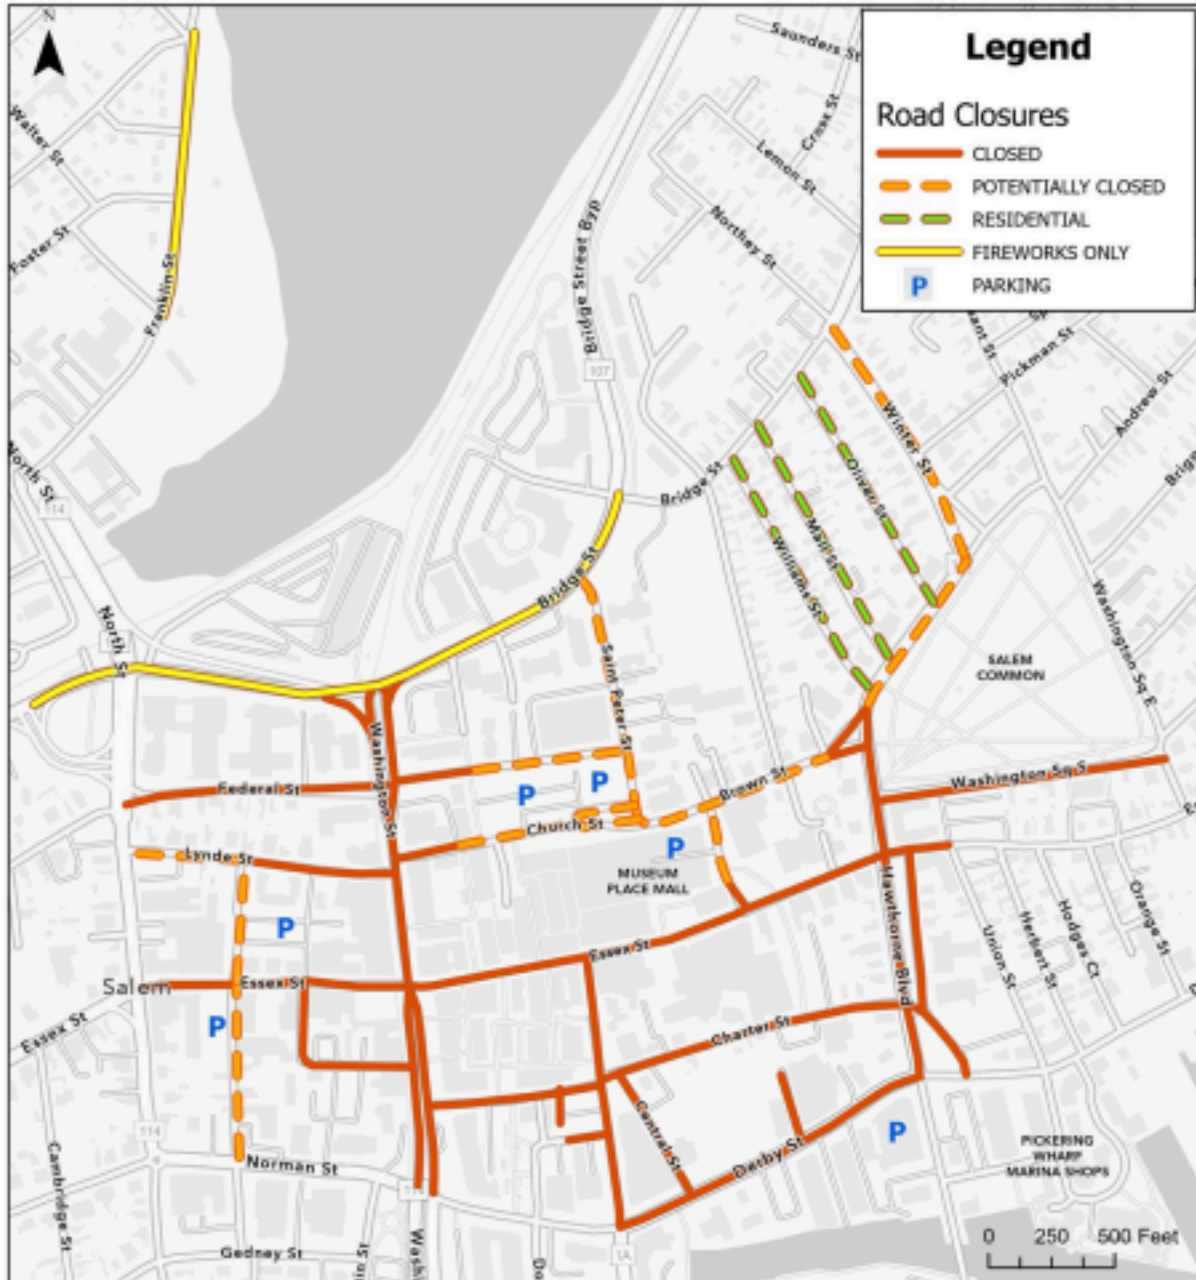 N
Legend
Road Closures
CLOSED
POTENTIALLY CLOSED
RESIDENTIAL
FIREWORKS ONLY
P PARKING
Saunders St
Cross St
Lemon St
Northey St
Walter St
Foster St
Franklin St
Bridge Street Byp
107
Pickman St
Andrew St
Winter St
Oliver St
Mall St
Williams St
Bridge St
North St
114
Bridge St
North St
Washington Sq E
SALEM
COMMON
Saint Peter St
Washington St
Federal St
P
P
Brown St
Washington Sq S
Church St
Lynde St
P
MUSEUM
PLACE MALL
P
Hawthorne Blvd
Orange St
Hodges Ct
Herbert St
Union St
Essex St
Salem
Essex St
Essex St
P
Charter St
Central St
Derby St
P
114
Norman St
PICKERING
WHARF
MARINA SHOPS
Cambridge St
Gedney St
1A
0 250 500 Feet